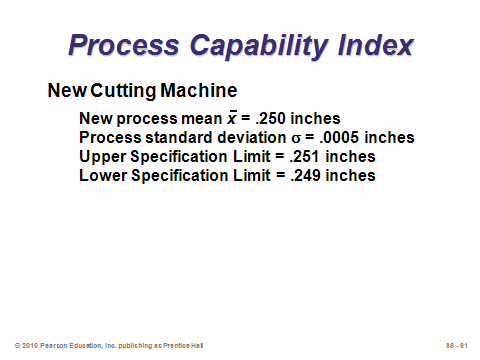 Process Capability Index
New Cutting Machine
New process mean x̅ = .250 inches
Process standard deviation σ = .0005 inches
Upper Specification Limit = .251 inches
Lower Specification Limit = .249 inches
© 2010 Pearson Education, Inc. publishing as Prentice Hall
S6 - 61